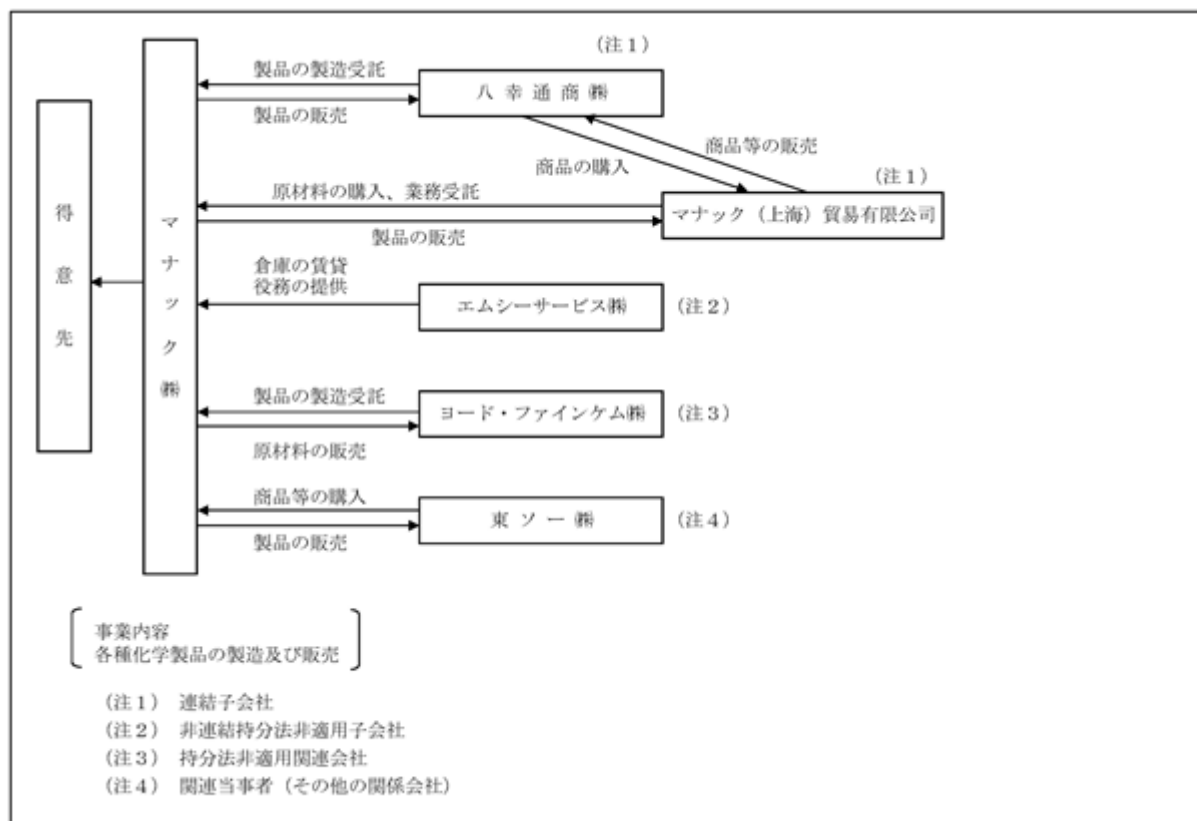 (注1)
製品の製造受託
八幸通商㈱
製品の販売
商品等の販売
商品の購入
(注1)
原材料の購入、業務受託
マナック(上海)貿易有限公司
製品の販売
得意先
マナック㈱
倉庫の賃貸
役務の提供
エムシーサービス㈱
(注2)
製品の製造受託
ヨード・ファインケム㈱
(注3)
原材料の販売
商品等の購入
東ソー㈱
(注4)
製品の販売
事業内容
各種化学製品の製造及び販売
(注1) 連結子会社
(注2) 非連結持分法非適用子会社
(注3) 持分法非適用関連会社
(注4) 関連当事者(その他の関係会社)